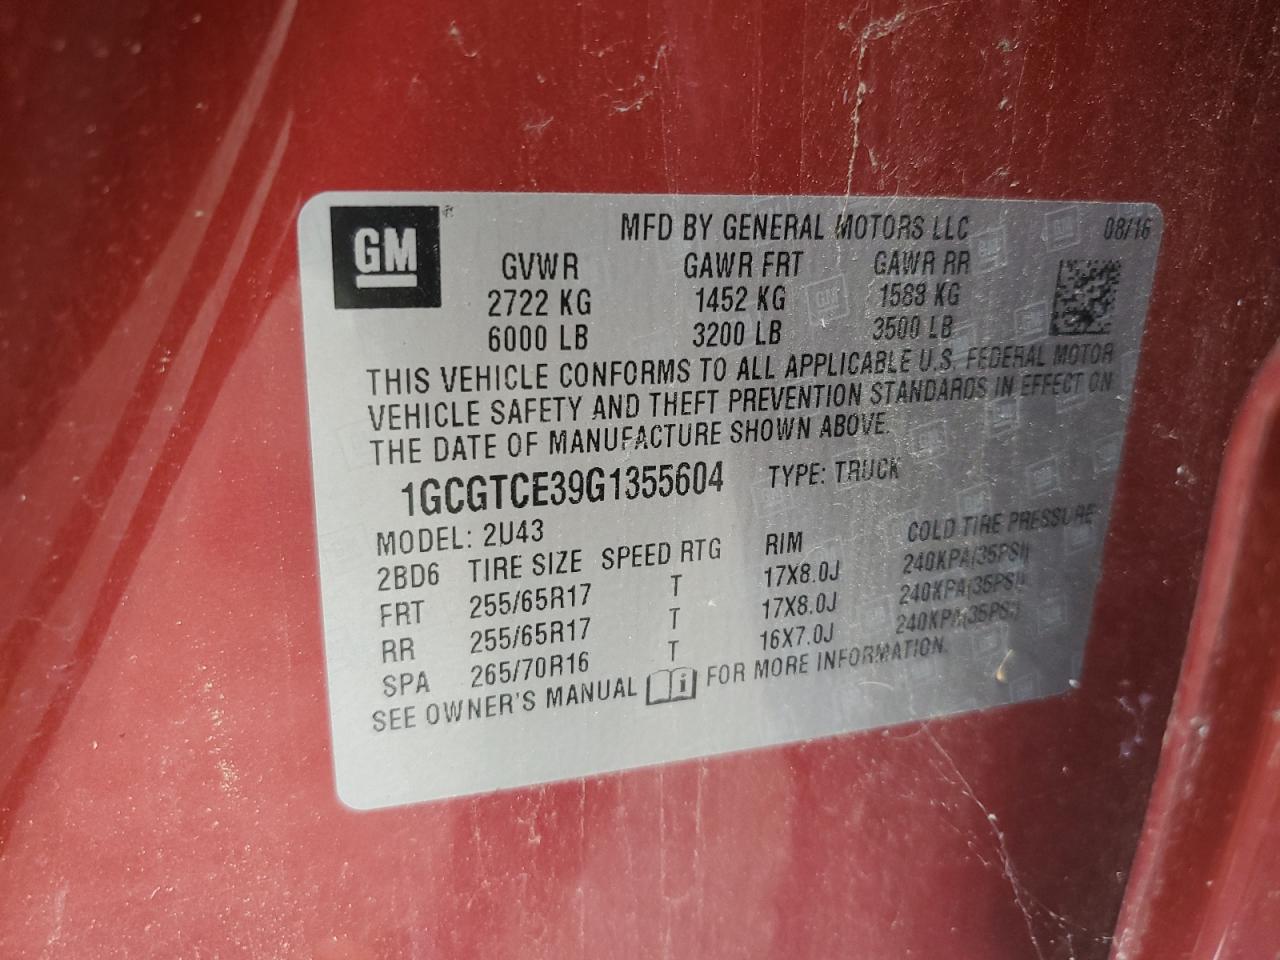 GM
MFD BY GENERAL MOTORS LLC 08/16
GVWR GAWR FRT GAWR RR
2722 KG 1452 KG 1588 KG
6000 LB 3200 LB 3500 LB
THIS VEHICLE CONFORMS TO ALL APPLICABLE U.S. FEDERAL MOTOR
VEHICLE SAFETY AND THEFT PREVENTION STANDARDS IN EFFECT ON
THE DATE OF MANUFACTURE SHOWN ABOVE.
1GCGTCE39G1355604 TYPE: TRUCK
MODEL: 2U43
2BD6 TIRE SIZE SPEED RTG RIM COLD TIRE PRESSURE
FRT 255/65R17 T 17X8.0J 240KPA(35PSI)
RR 255/65R17 T 17X8.0J 240KPA(35PSI)
SPA 265/70R16 T 16X7.0J 240KPA(35PSI)
SEE OWNER'S MANUAL i FOR MORE INFORMATION.